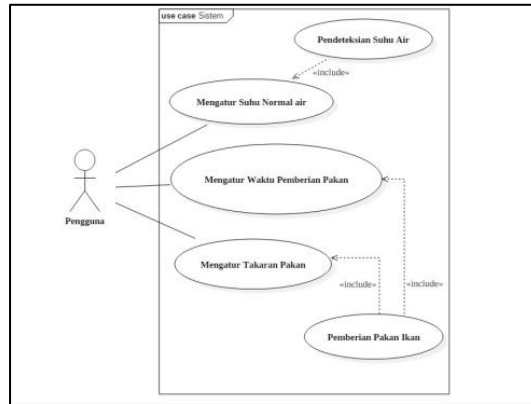 use case Sistem
Pendeteksian Suhu Air
«include»
Mengatur Suhu Normal air
Mengatur Waktu Pemberian Pakan
Pengguna
Mengatur Takaran Pakan
«include»
«include»
Pemberian Pakan Ikan